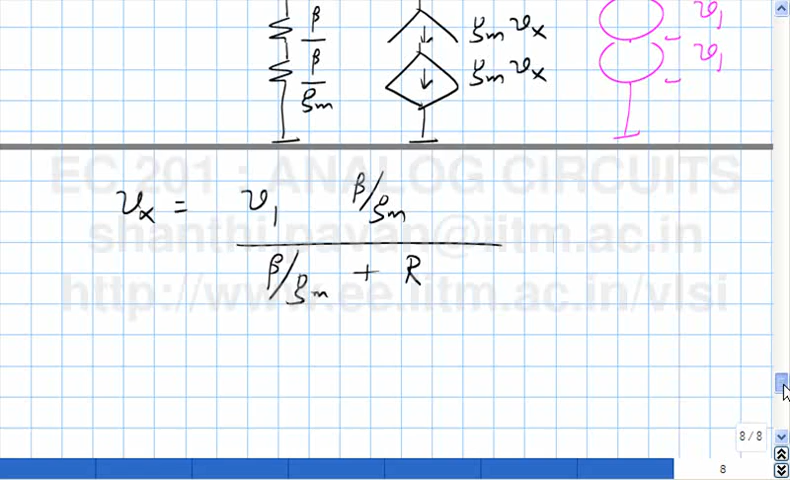 β
gm vx
v1
β
gm vx
v1
gm
EC 201 : ANALOG CIRCUITS
vx = v1 β/gm
shanthi.pavan@iitm.ac.in
β/gm + R
http://www.ee.iitm.ac.in/vlsi
8/8
8